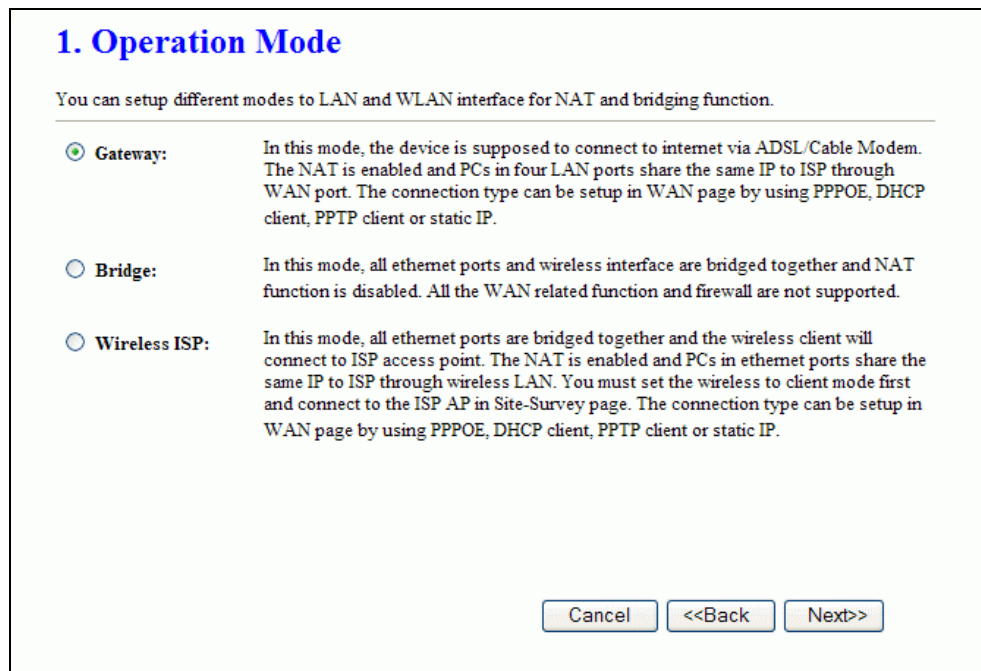 1. Operation Mode
You can setup different modes to LAN and WLAN interface for NAT and bridging function.
Gateway:
In this mode, the device is supposed to connect to internet via ADSL/Cable Modem.
The NAT is enabled and PCs in four LAN ports share the same IP to ISP through
WAN port. The connection type can be setup in WAN page by using PPPOE, DHCP
client, PPTP client or static IP.
Bridge:
In this mode, all ethernet ports and wireless interface are bridged together and NAT
function is disabled. All the WAN related function and firewall are not supported.
Wireless ISP:
In this mode, all ethernet ports are bridged together and the wireless client will
connect to ISP access point. The NAT is enabled and PCs in ethernet ports share the
same IP to ISP through wireless LAN. You must set the wireless to client mode first
and connect to the ISP AP in Site-Survey page. The connection type can be setup in
WAN page by using PPPOE, DHCP client, PPTP client or static IP.
Cancel <<Back Next>>